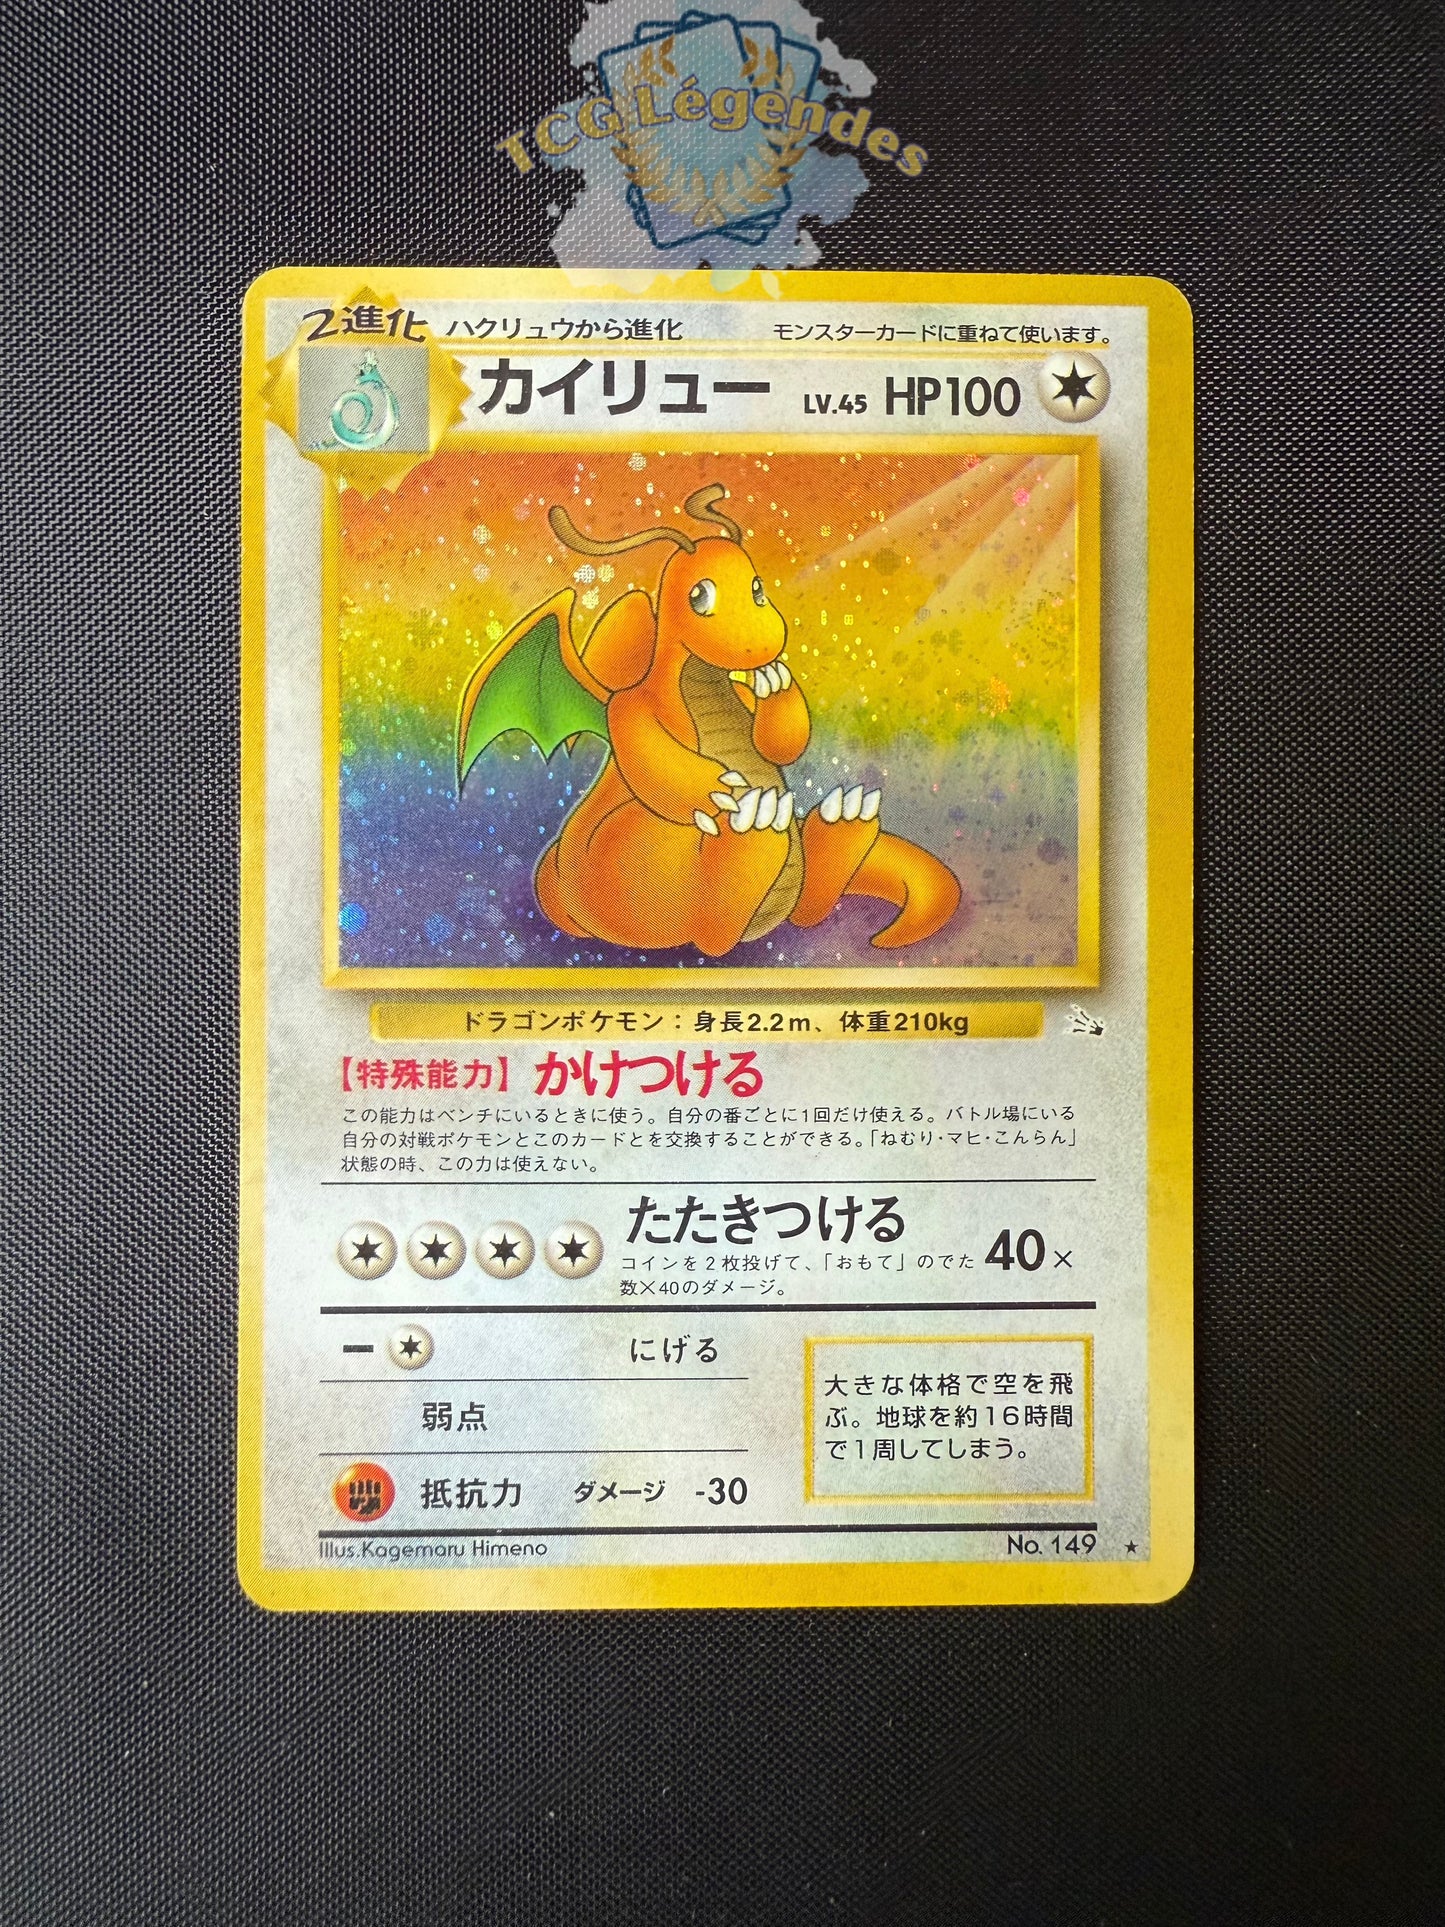 TCG Légendes
2進化 ハクリュウから進化 モンスターカードに重ねて使います。
カイリュー LV.45 HP100
ドラゴンポケモン：身長2.2m、体重210kg
【特殊能力】 かけつける
この能力はベンチにいるときに使う。自分の番ごとに1回だけ使える。バトル場にいる
自分の対戦ポケモンとこのカードとを交換することができる。「ねむり・マヒ・こんらん」
状態の時、この力は使えない。
たたきつける
コインを2枚投げて、「おもて」のでた 40×
数×40のダメージ。
ー にげる
弱点
抵抗力 ダメージ -30
大きな体格で空を飛
ぶ。地球を約16時間
で1周してしまう。
Illus.Kagemaru Himeno No. 149 ★